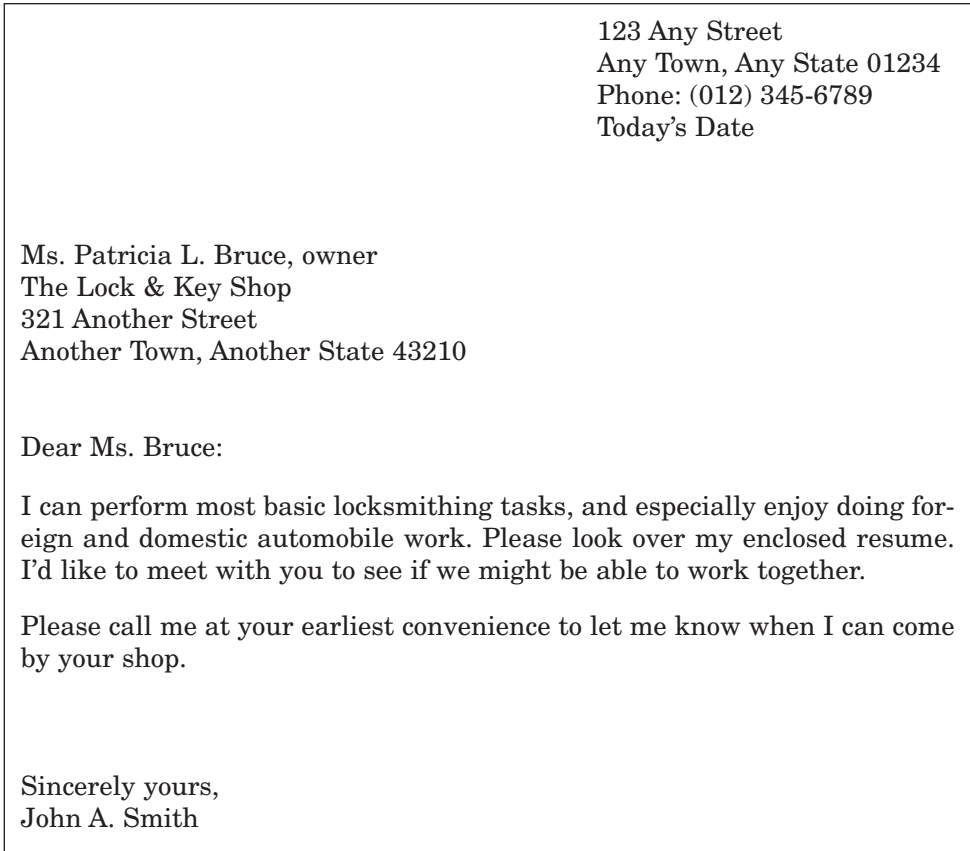 123 Any Street
Any Town, Any State 01234
Phone: (012) 345-6789
Today’s Date
Ms. Patricia L. Bruce, owner
The Lock & Key Shop
321 Another Street
Another Town, Another State 43210
Dear Ms. Bruce:
I can perform most basic locksmithing tasks, and especially enjoy doing for-
eign and domestic automobile work. Please look over my enclosed resume.
I’d like to meet with you to see if we might be able to work together.
Please call me at your earliest convenience to let me know when I can come
by your shop.
Sincerely yours,
John A. Smith